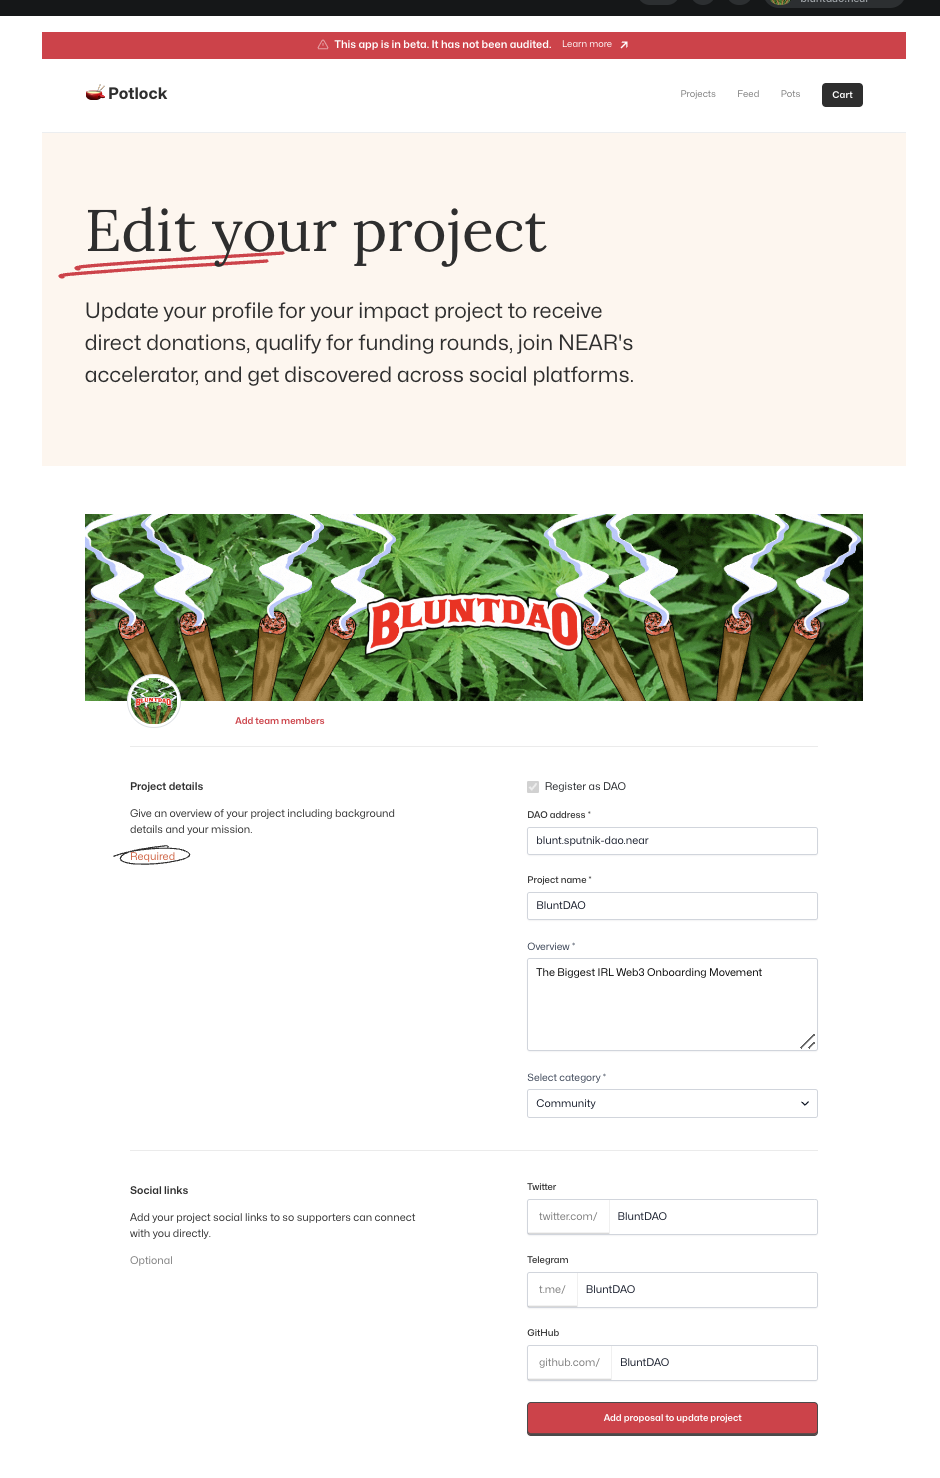 This app is in beta. It has not been audited. Learn more
Potlock
Projects Feed Pots Cart
Edit your project
Update your profile for your impact project to receive
direct donations, qualify for funding rounds, join NEAR's
accelerator, and get discovered across social platforms.
BLUNTDAO
BLUNTDAO
Add team members
Project details
Give an overview of your project including background
details and your mission.
Required
Register as DAO
DAO address *
blunt.sputnik-dao.near
Project name *
BluntDAO
Overview *
The Biggest IRL Web3 Onboarding Movement
Select category *
Community
Social links
Add your project social links to so supporters can connect
with you directly.
Optional
Twitter
twitter.com/ BluntDAO
Telegram
t.me/ BluntDAO
GitHub
github.com/ BluntDAO
Add proposal to update project